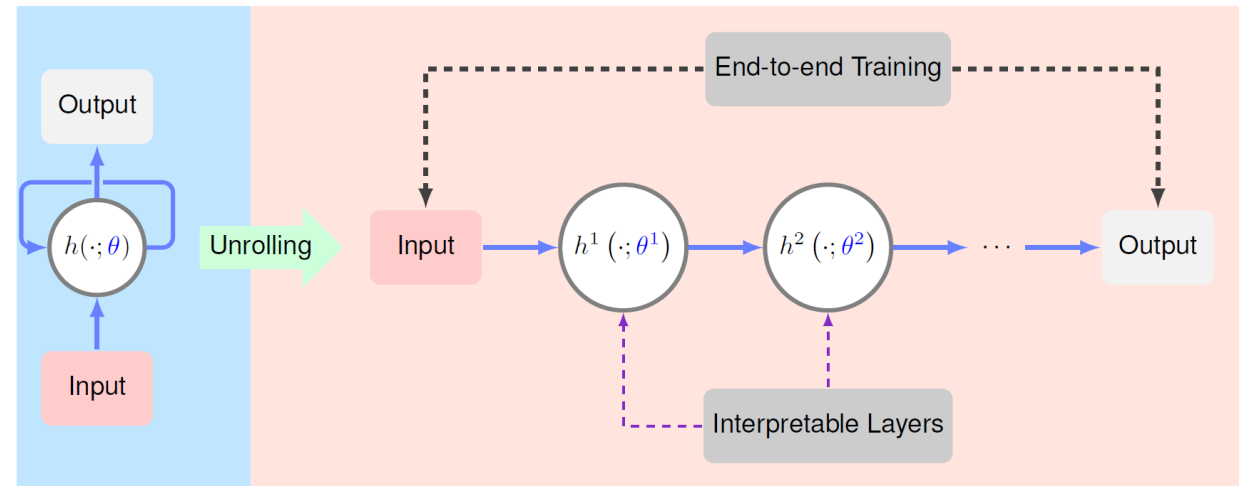 Output
h(·; θ)
Input
Unrolling
End-to-end Training
Input
h¹ (·; θ¹)
h² (·; θ²)
· · ·
Output
Interpretable Layers